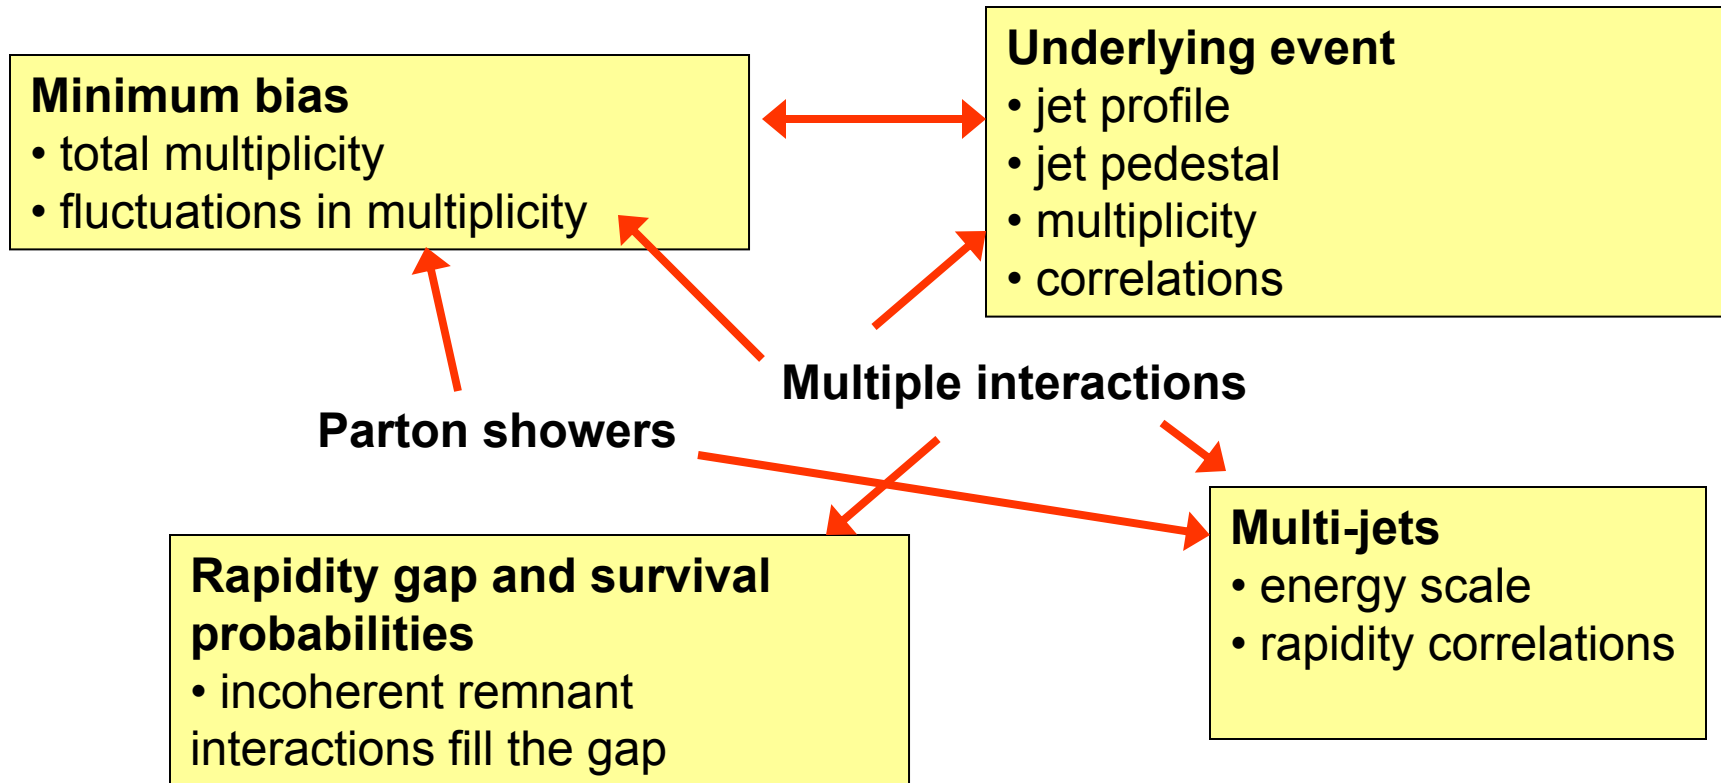 Minimum bias
• total multiplicity
• fluctuations in multiplicity
Underlying event
• jet profile
• jet pedestal
• multiplicity
• correlations
Multiple interactions
Parton showers
Rapidity gap and survival
probabilities
• incoherent remnant
interactions fill the gap
Multi-jets
• energy scale
• rapidity correlations